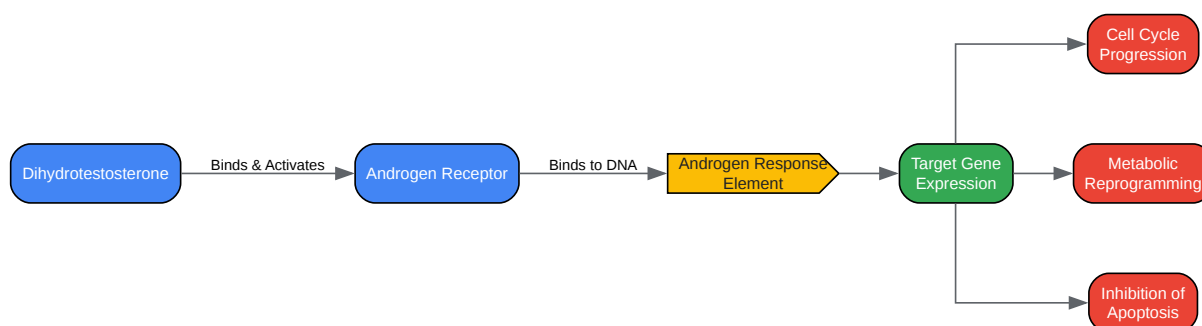 Cell Cycle
Progression
Dihydrotestosterone
Binds & Activates
Androgen Receptor
Binds to DNA
Androgen Response
Element
Target Gene
Expression
Metabolic
Reprogramming
Inhibition of
Apoptosis